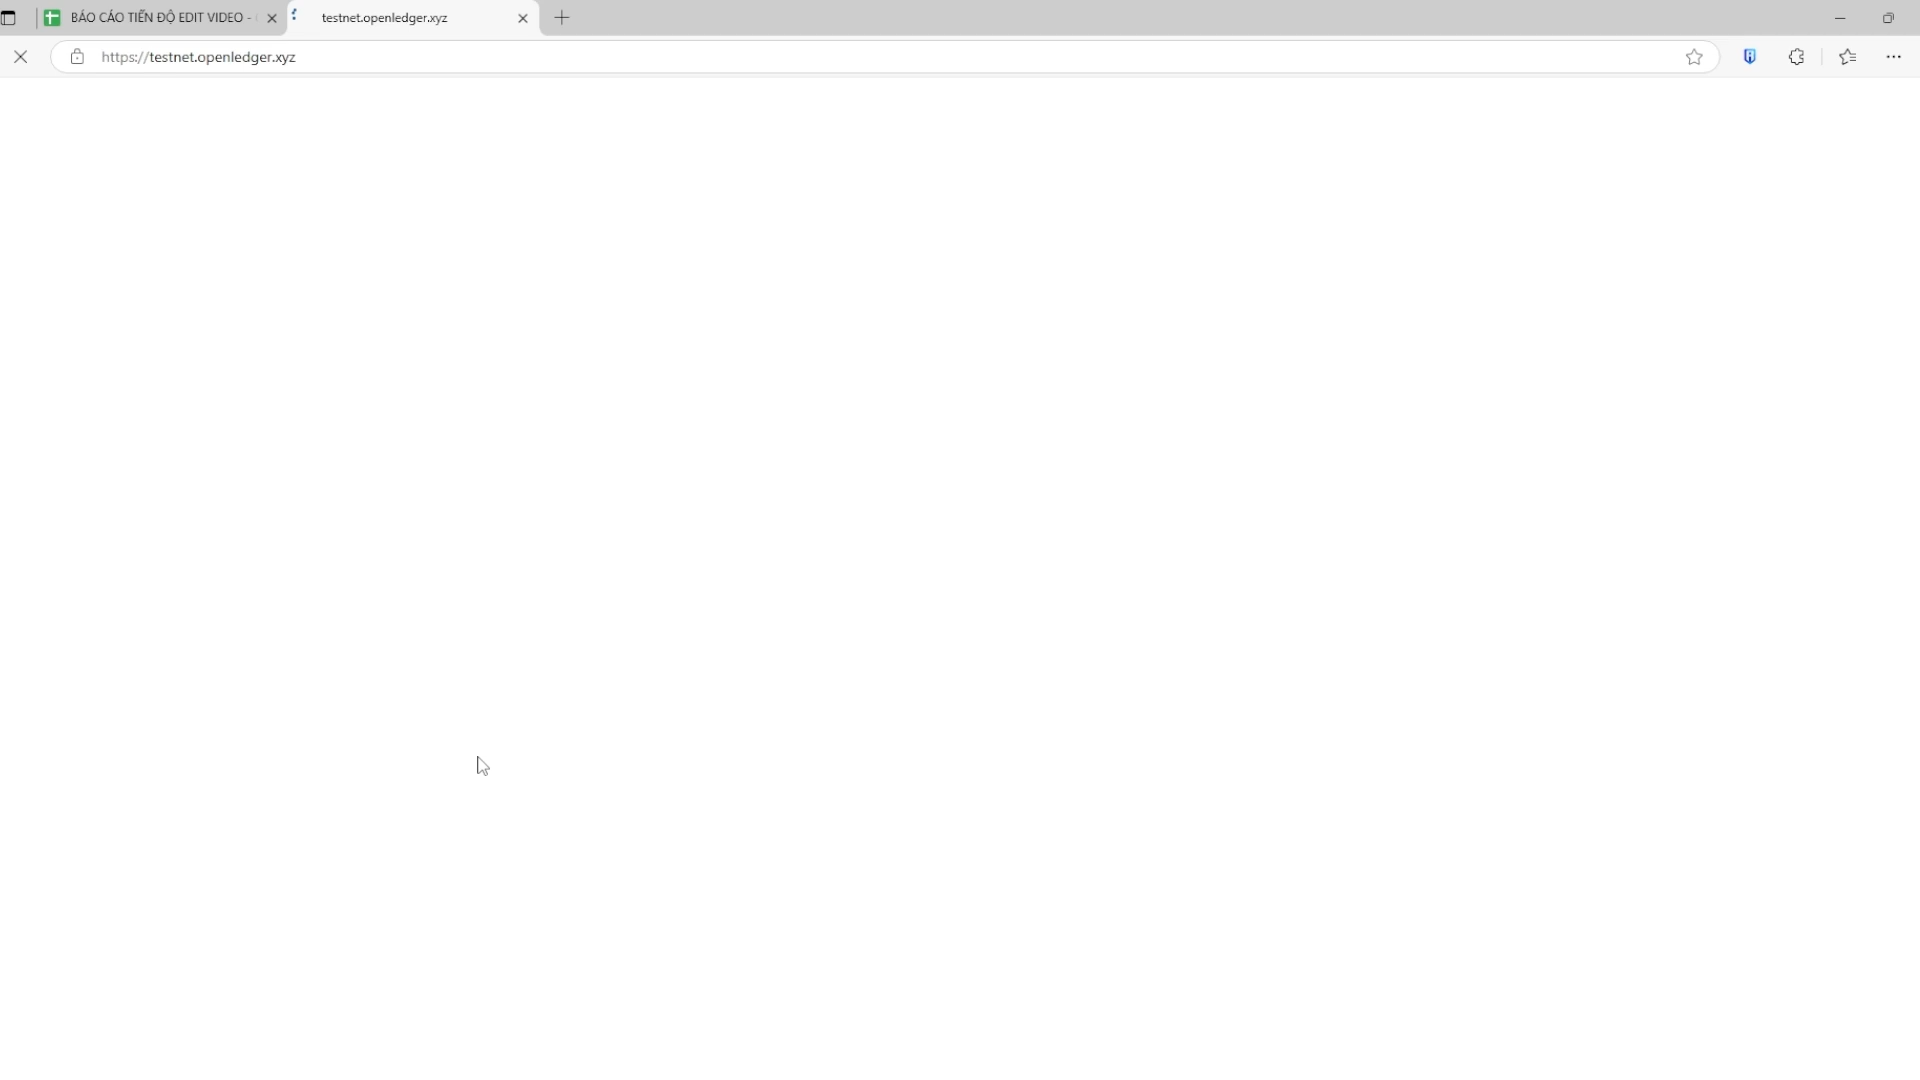 BÁO CÁO TIẾN ĐỘ EDIT VIDEO -
testnet.openledger.xyz
https://testnet.openledger.xyz